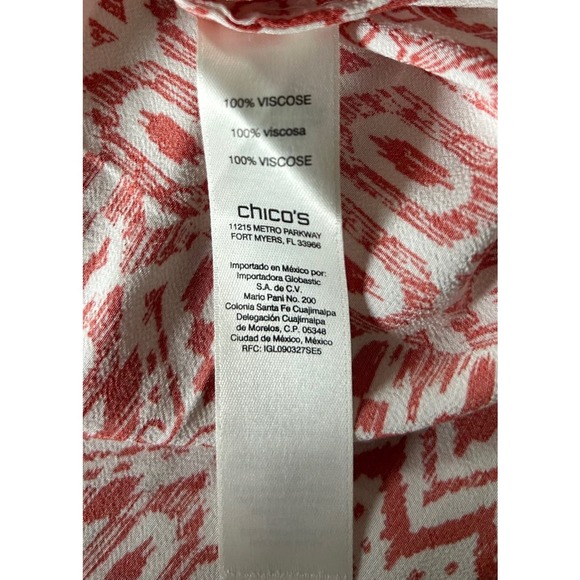 100% VISCOSE
100% viscosa
100% VISCOSE
chico's
11215 METRO PARKWAY
FORT MYERS, FL 33966
Importado en México por:
Importadora Globastic
S.A. de C.V.
Mario Pani No. 200
Colonia Santa Fe Cuajimalpa
Delegación Cuajimalpa
de Morelos, C.P. 05348
Ciudad de México, México
RFC: IGL090327SE5